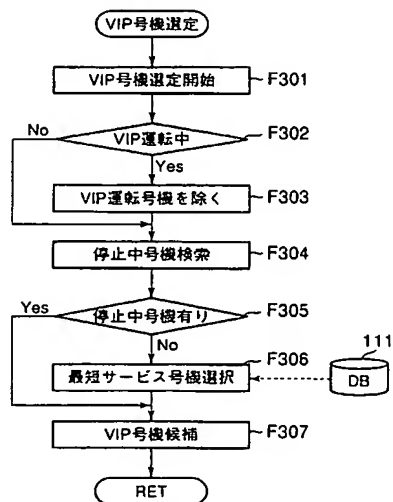 VIP号機選定
VIP号機選定開始 F301
No VIP運転中 F302
Yes
VIP運転号機を除く F303
停止中号機検索 F304
Yes 停止中号機有り F305
No
最短サービス号機選択 F306
111
DB
VIP号機候補 F307
RET